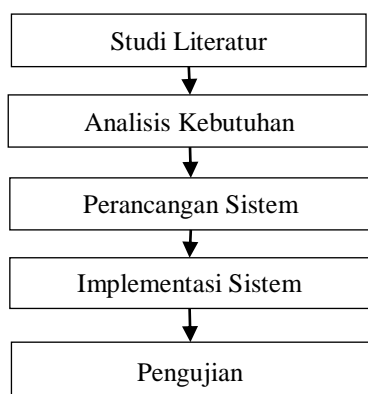 Studi Literatur
Analisis Kebutuhan
Perancangan Sistem
Implementasi Sistem
Pengujian